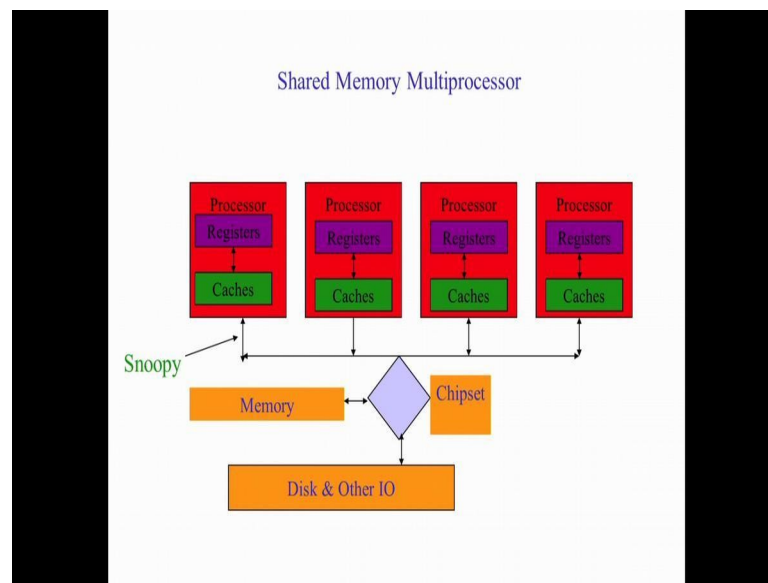 Shared Memory Multiprocessor
Processor
Registers
Caches
Processor
Registers
Caches
Processor
Registers
Caches
Processor
Registers
Caches
Snoopy
Memory
Chipset
Disk & Other IO